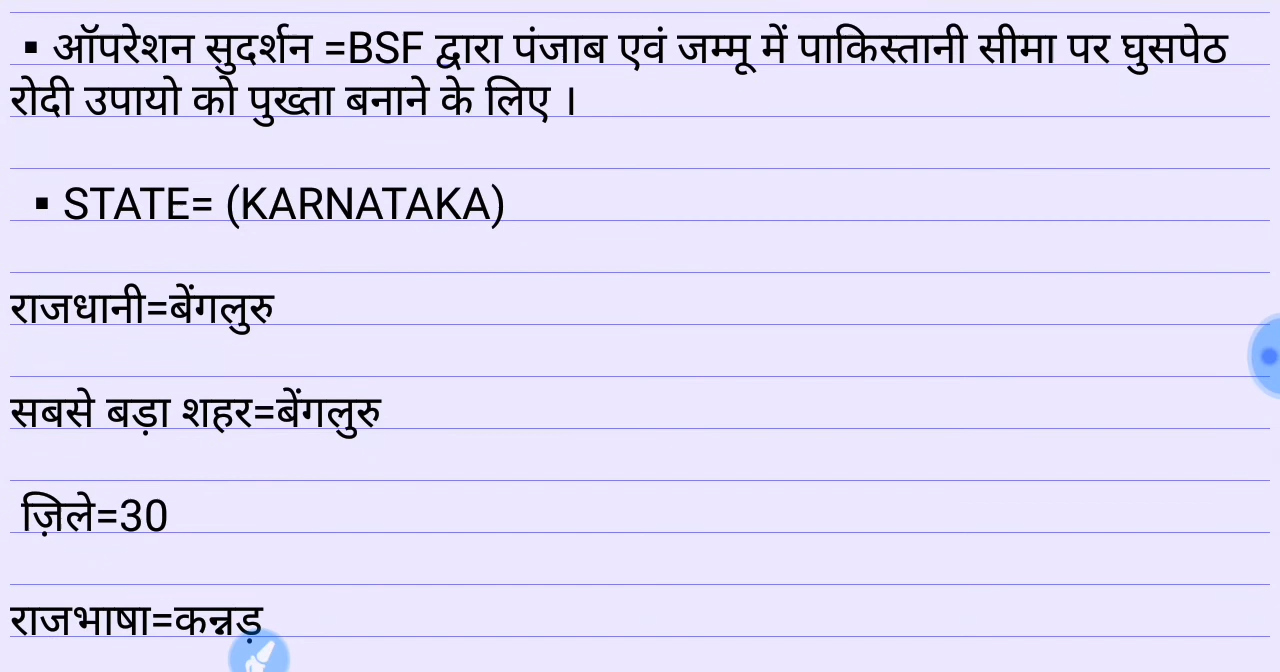 ▪ ऑपरेशन सुदर्शन =BSF द्वारा पंजाब एवं जम्मू में पाकिस्तानी सीमा पर घुसपेठ
रोदी उपायो को पुख्ता बनाने के लिए ।
▪ STATE= (KARNATAKA)
राजधानी=बेंगलुरु
सबसे बड़ा शहर=बेंगलुरु
ज़िले=30
राजभाषा=कन्नड़